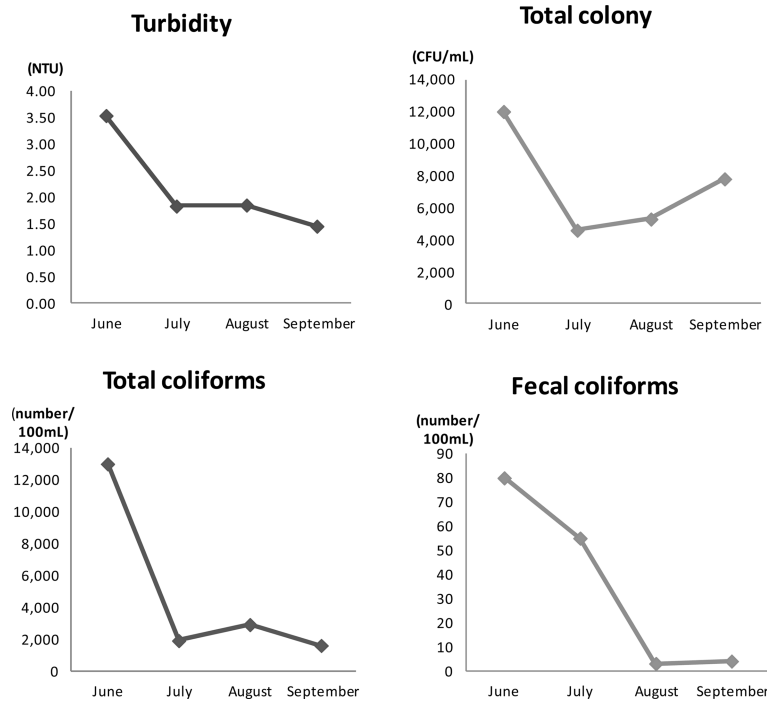 Turbidity
(NTU)
4.00
3.50
3.00
2.50
2.00
1.50
1.00
0.50
0.00
June July August September
Total colony
(CFU/mL)
14,000
12,000
10,000
8,000
6,000
4,000
2,000
0
June July August September
Total coliforms
(number/
100mL)
14,000
12,000
10,000
8,000
6,000
4,000
2,000
0
June July August September
Fecal coliforms
(number/
100mL)
90
80
70
60
50
40
30
20
10
0
June July August September